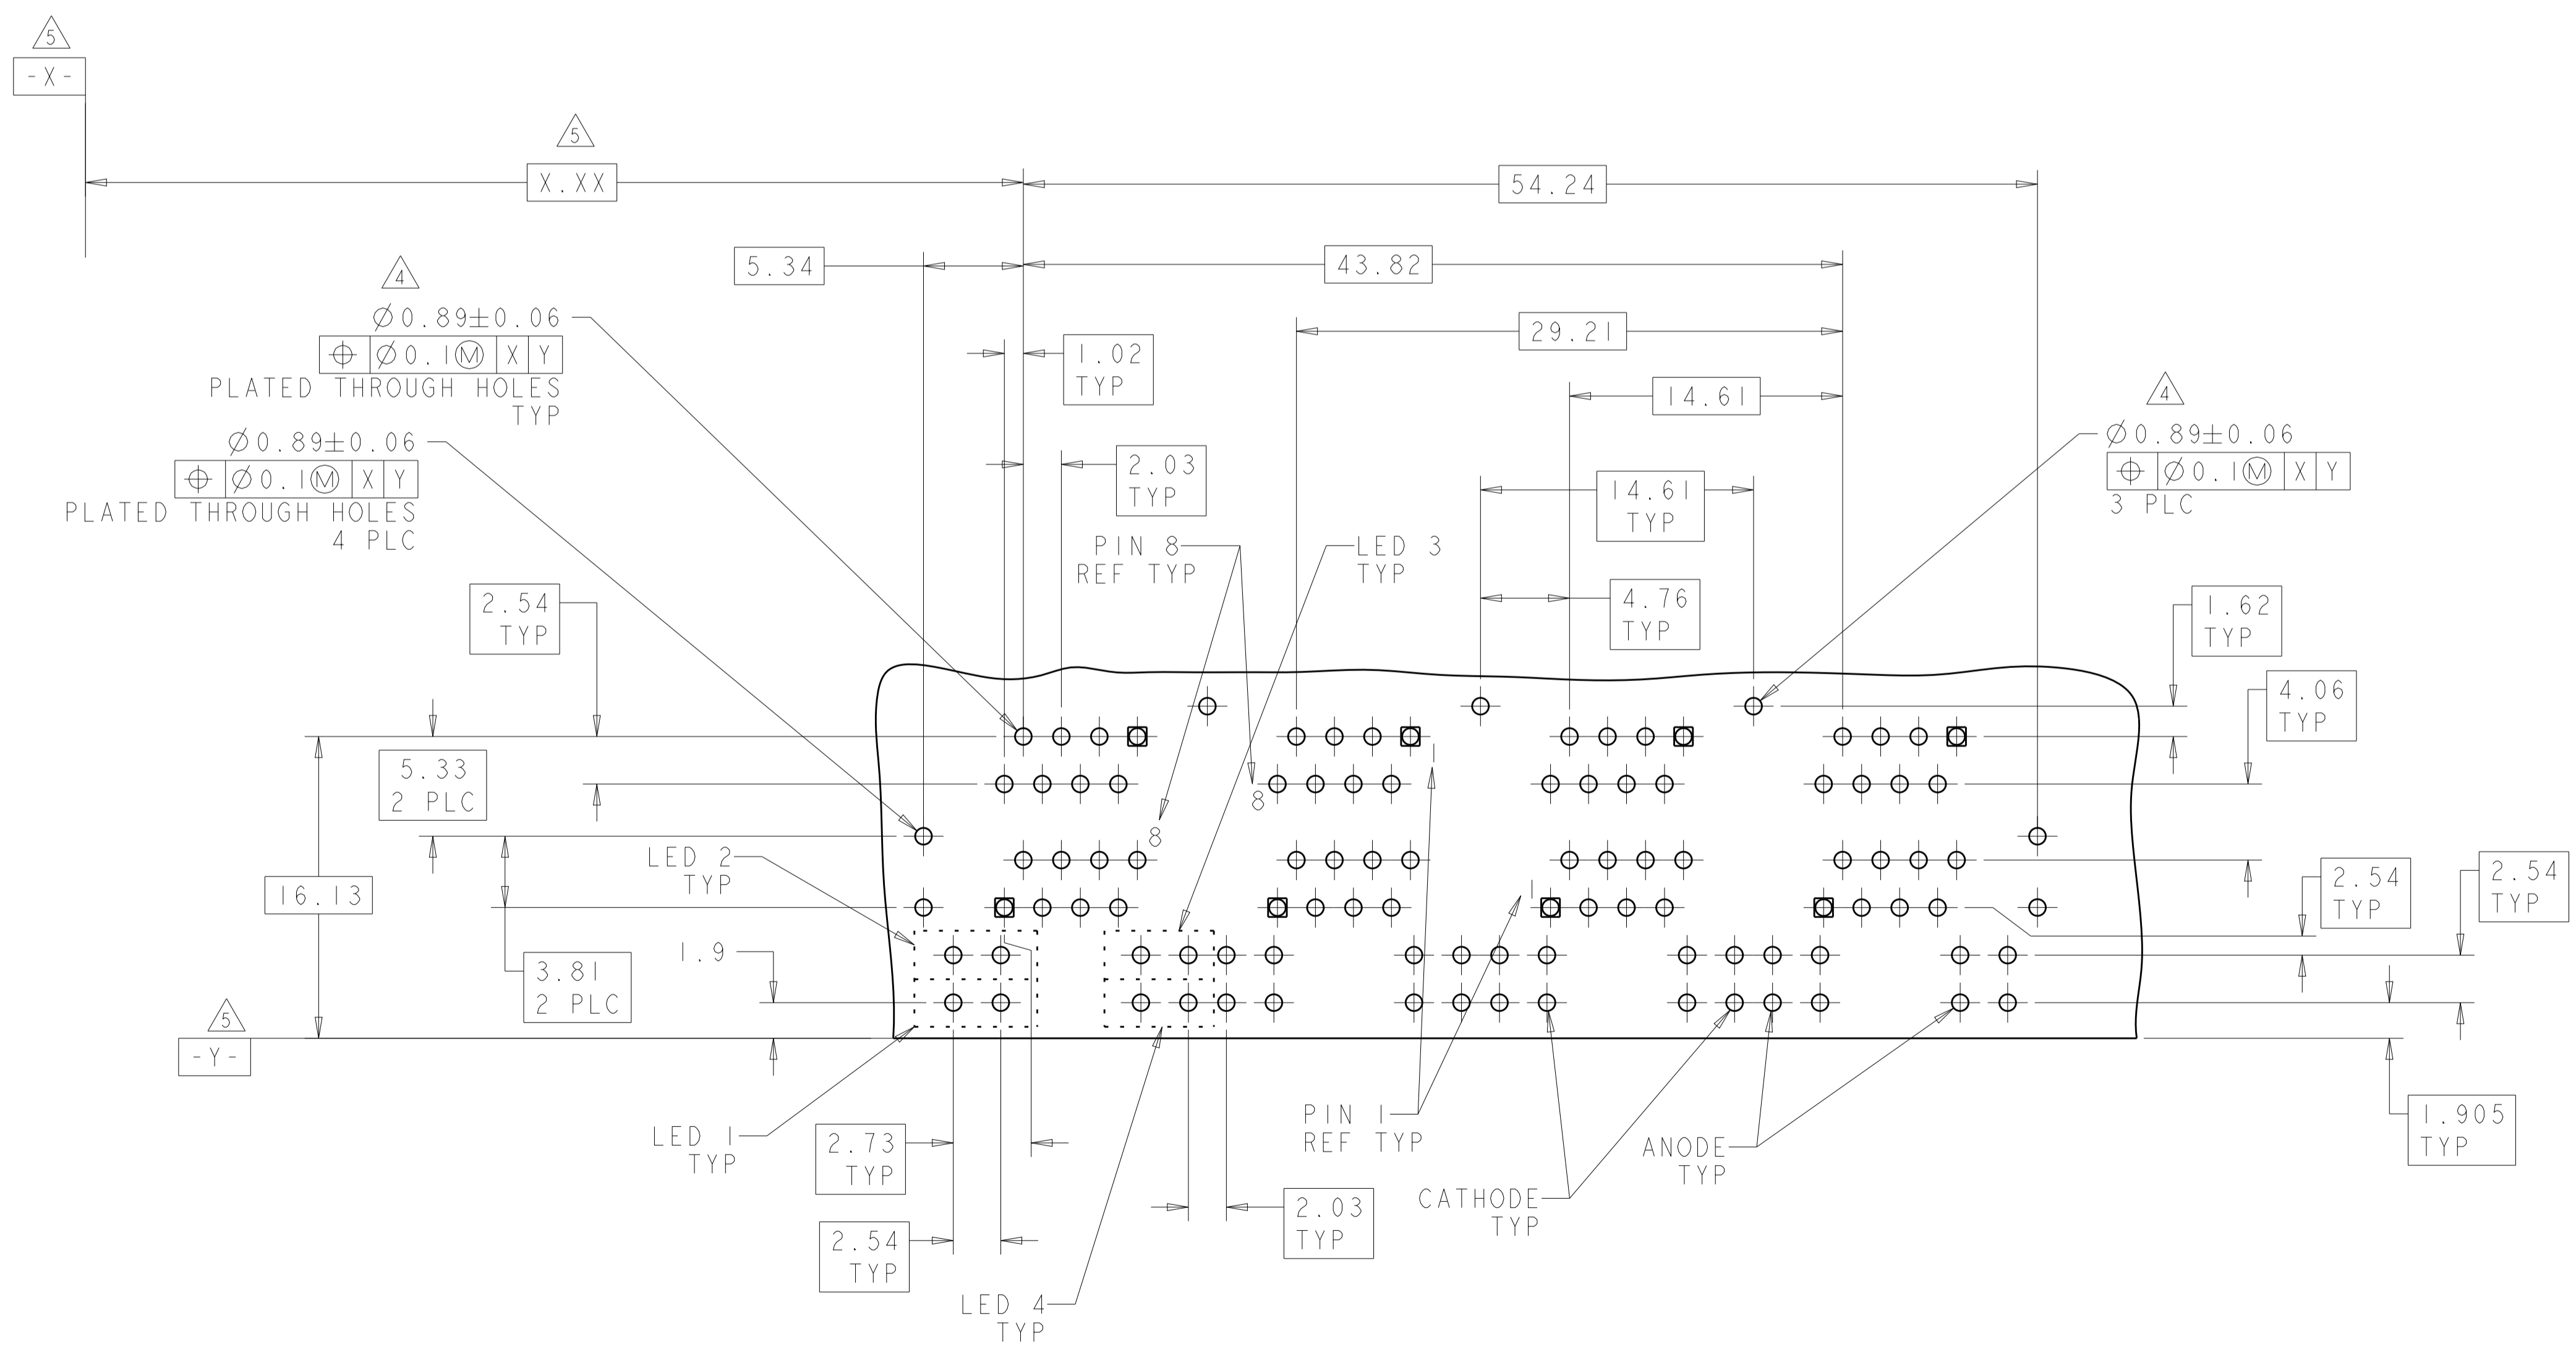 5
-X-
5
X.XX
54.24
5.34
43.82
4
Ø0.89±0.06
⌖ Ø0.1Ⓜ X Y
PLATED THROUGH HOLES
TYP
29.21
1.02
TYP
14.61
4
Ø0.89±0.06
⌖ Ø0.1Ⓜ X Y
3 PLC
Ø0.89±0.06
⌖ Ø0.1Ⓜ X Y
PLATED THROUGH HOLES
4 PLC
2.03
TYP
14.61
TYP
PIN 8
REF TYP
LED 3
TYP
2.54
TYP
4.76
TYP
1.62
TYP
4.06
TYP
5.33
2 PLC
1
8
8
LED 2
TYP
16.13
1
2.54
TYP
2.54
TYP
1.9
3.81
2 PLC
5
-Y-
LED 1
TYP
2.73
TYP
PIN 1
REF TYP
ANODE
TYP
1.905
TYP
CATHODE
TYP
2.03
TYP
2.54
TYP
LED 4
TYP